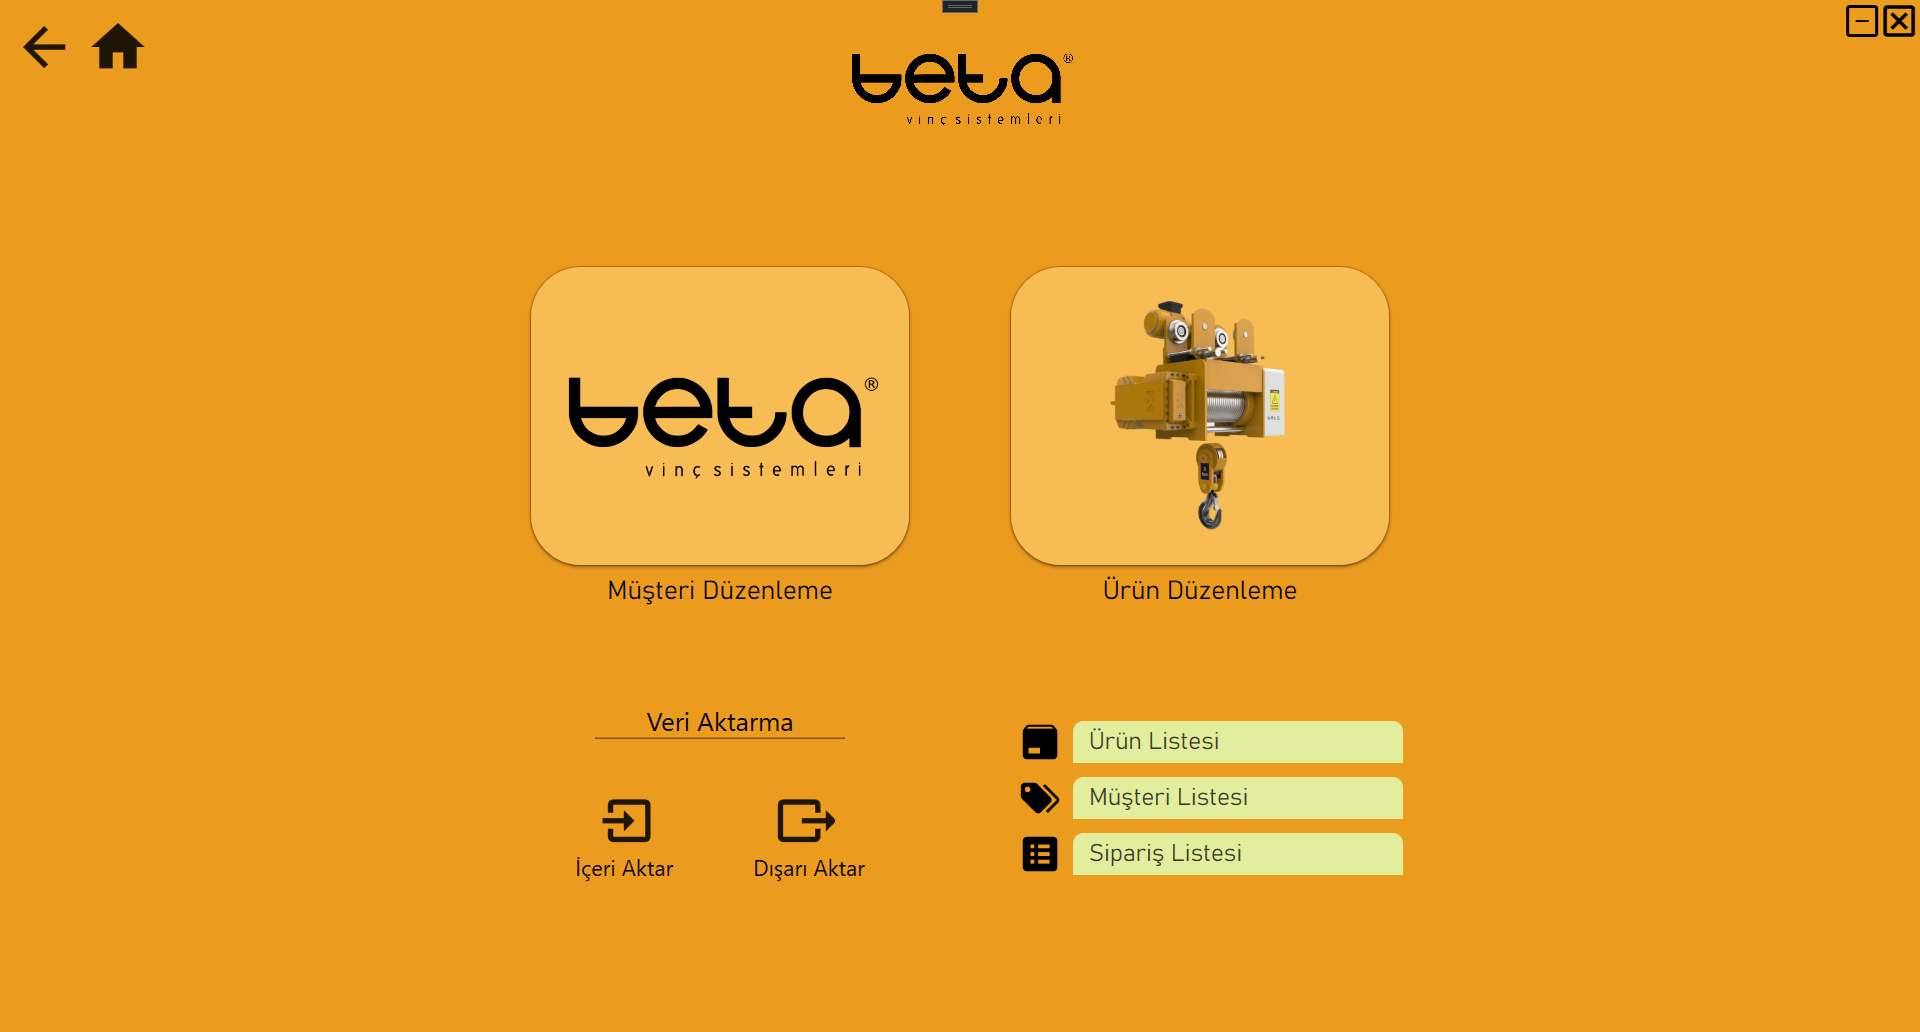 beta®
vinç sistemleri
beta®
vinç sistemleri
Müşteri Düzenleme
Ürün Düzenleme
Veri Aktarma
İçeri Aktar
Dışarı Aktar
Ürün Listesi
Müşteri Listesi
Sipariş Listesi